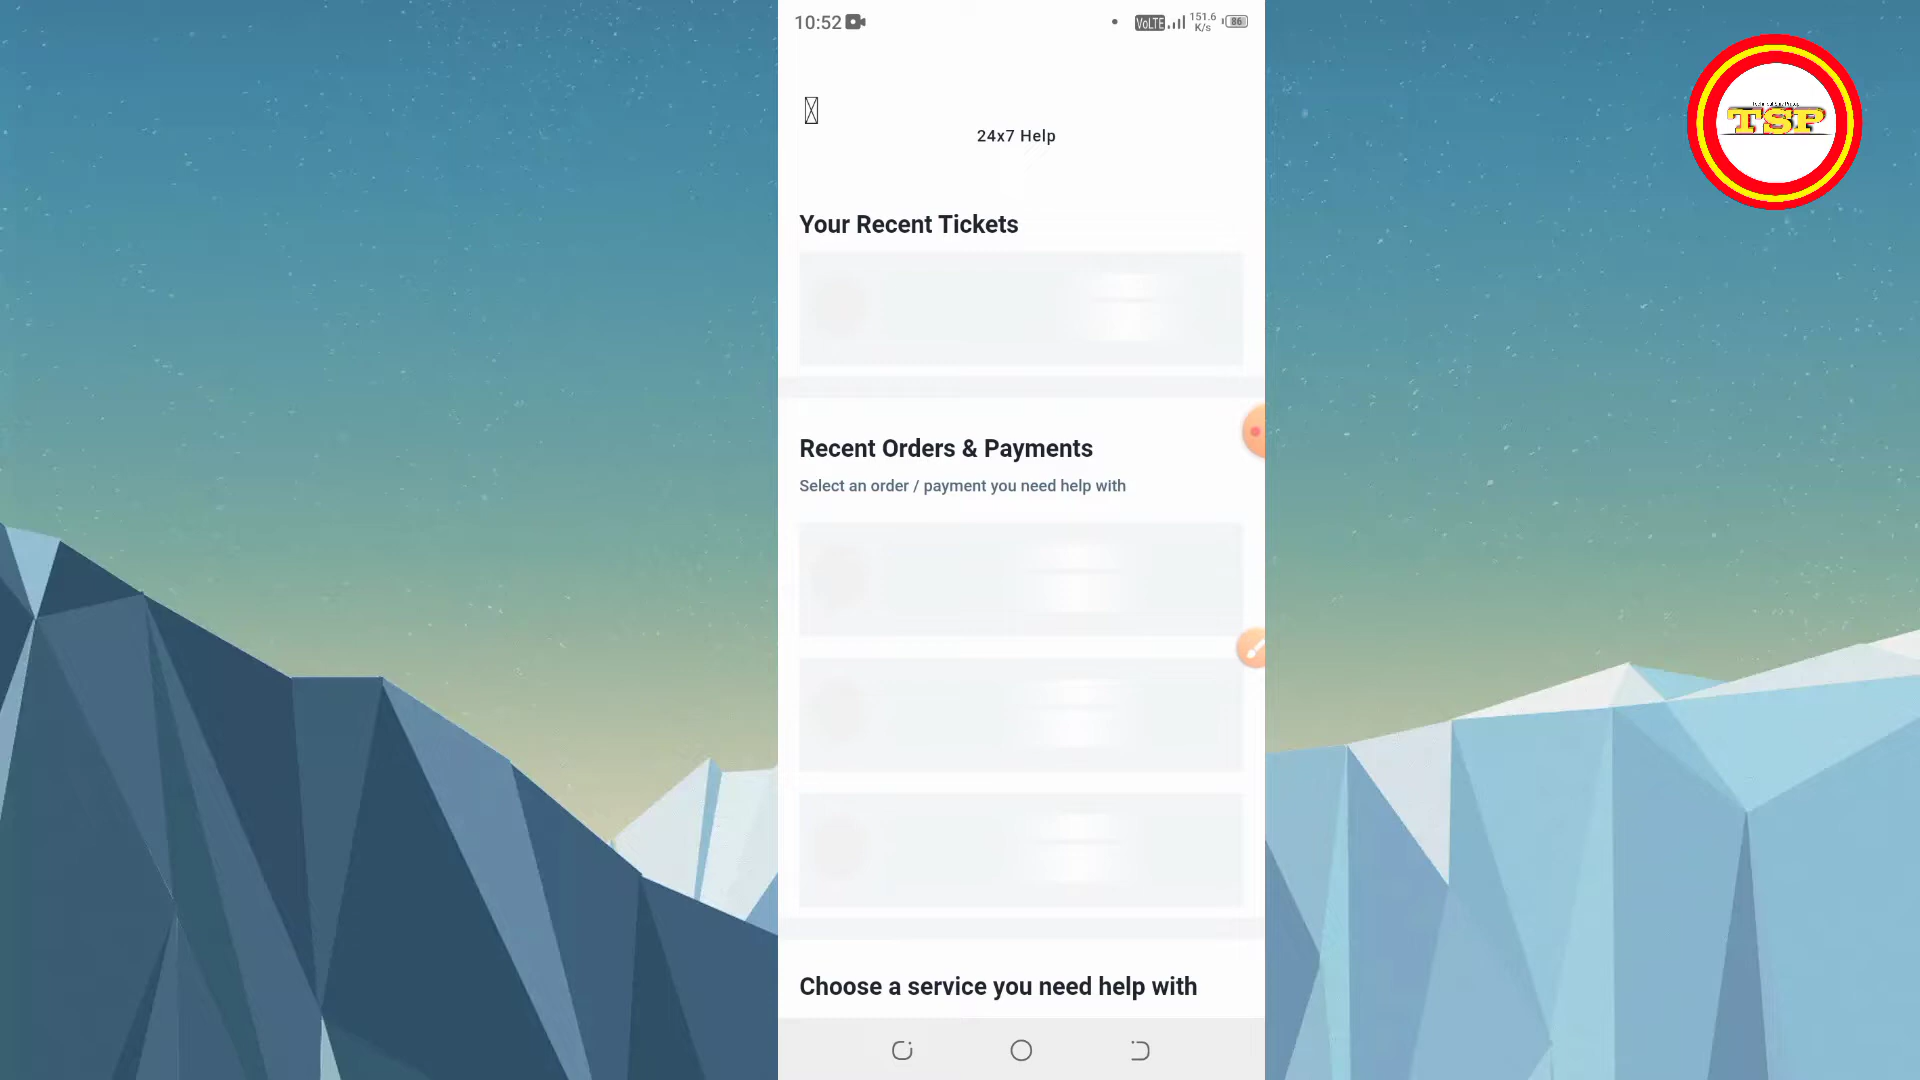 10:52
VoLTE
151.6
K/s
86
TSP
24x7 Help
Your Recent Tickets
Recent Orders & Payments
Select an order / payment you need help with
Choose a service you need help with